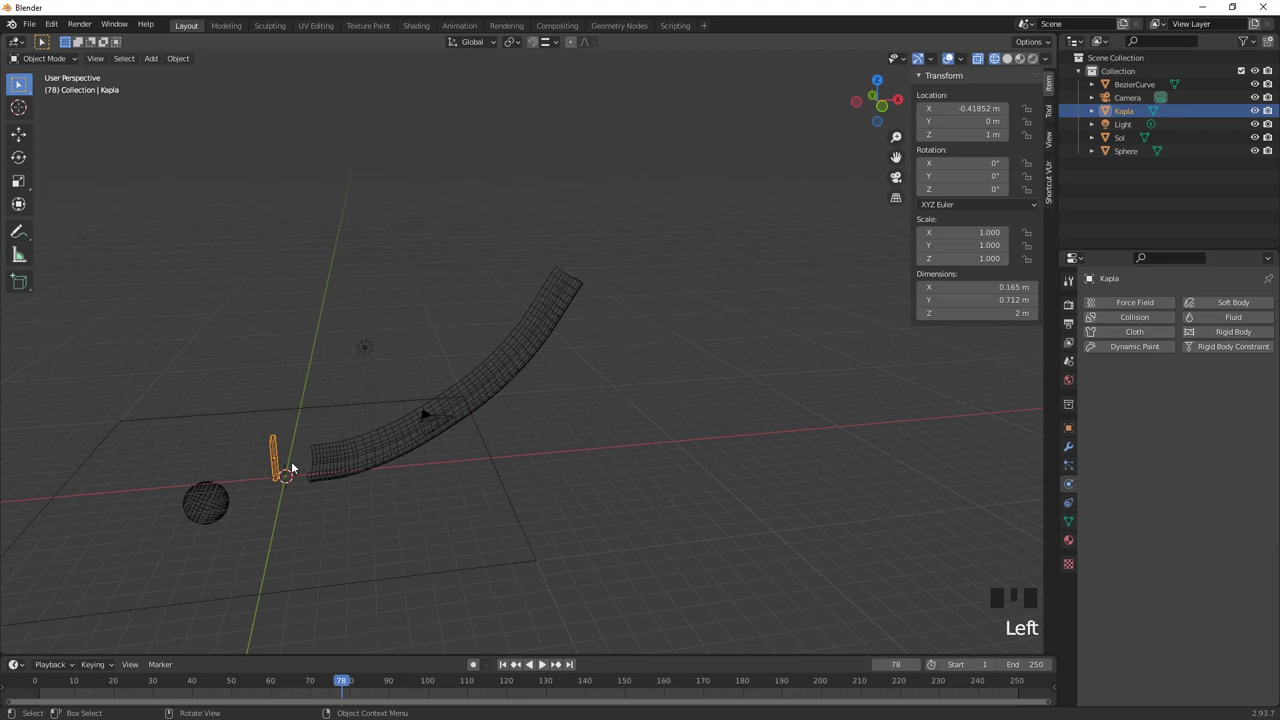 Blender
File Edit Render Window Help Layout Modeling Sculpting UV Editing Texture Paint Shading Animation Rendering Compositing Geometry Nodes Scripting + Scene View Layer
Global Options
Object Mode View Select Add Object
User Perspective
(78) Collection | Kapla
Transform
Location:
X -0.41852 m
Y 0 m
Z 1 m
Rotation:
X 0°
Y 0°
Z 0°
XYZ Euler
Scale:
X 1.000
Y 1.000
Z 1.000
Dimensions:
X 0.165 m
Y 0.712 m
Z 2 m
Item
Tool
View
Shortcut VUr
Z
X
Y
Scene Collection
Collection
BezierCurve
Camera
Kapla
Light
Sol
Sphere
Kapla
Force Field Soft Body
Collision Fluid
Cloth Rigid Body
Dynamic Paint Rigid Body Constraint
Left
Playback Keying View Marker 78 Start 1 End 250
0 10 20 30 40 50 60 70 78 80 90 100 110 120 130 140 150 160 170 180 190 200 210 220 230 240 250
Select Box Select Rotate View Object Context Menu 2.93.7